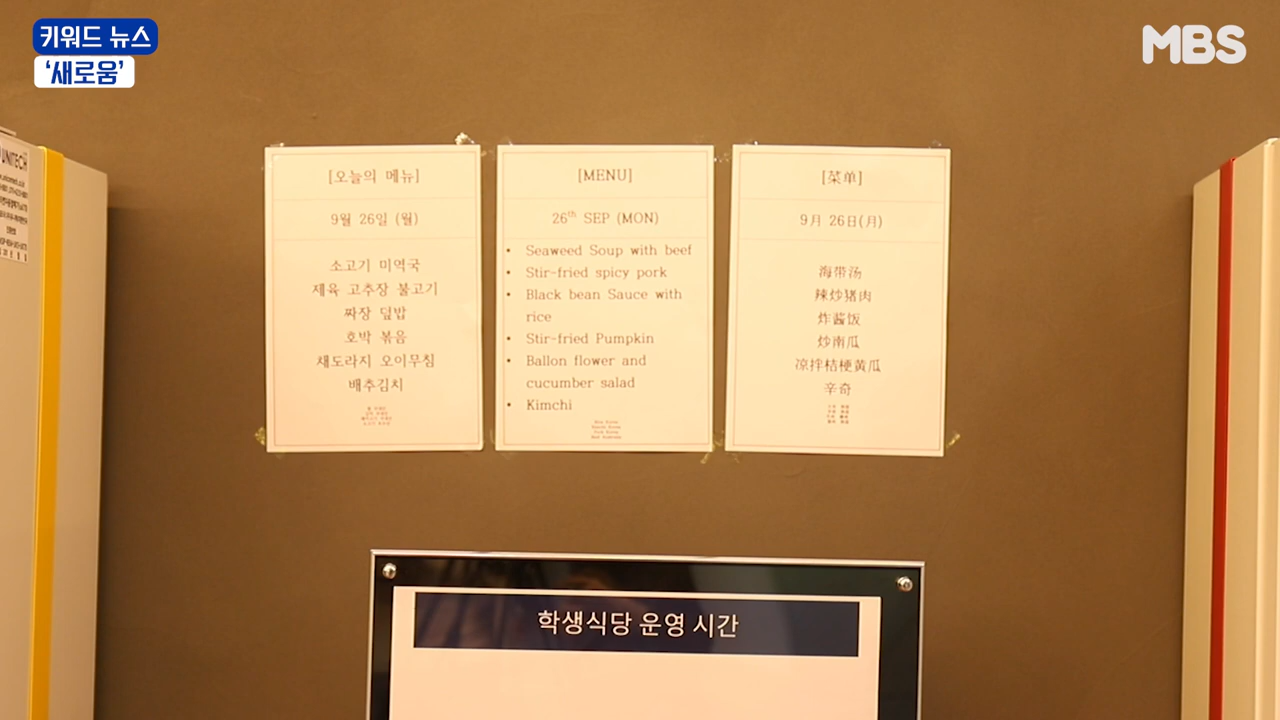 키워드 뉴스
‘새로움’
MBS
UNITECH
[오늘의 메뉴]
9월 26일 (월)
소고기 미역국
제육 고추장 불고기
짜장 덮밥
호박 볶음
새도라지 오이무침
배추김치
[MENU]
26th SEP (MON)
• Seaweed Soup with beef
• Stir-fried spicy pork
• Black bean Sauce with
rice
• Stir-fried Pumpkin
• Ballon flower and
cucumber salad
• Kimchi
[菜单]
9月 26日(月)
海带汤
辣炒猪肉
炸酱饭
炒南瓜
凉拌桔梗黄瓜
辛奇
학생식당 운영 시간